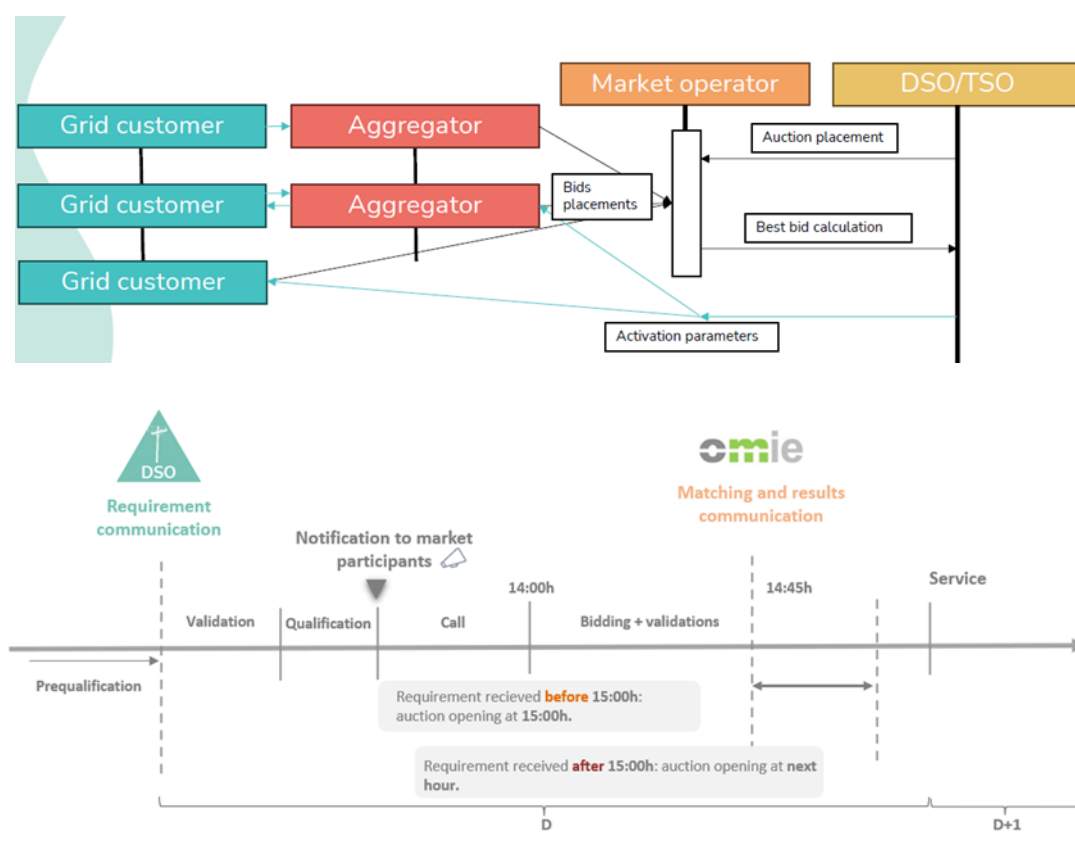 Market operator
DSO/TSO
Grid customer
Aggregator
Auction placement
Grid customer
Aggregator
Bids
placements
Best bid calculation
Grid customer
Activation parameters
DSO
omie
Requirement
communication
Matching and results
communication
Notification to market
participants
14:00h
14:45h
Service
Validation
Qualification
Call
Bidding + validations
Prequalification
Requirement recieved before 15:00h:
auction opening at 15:00h.
Requirement received after 15:00h: auction opening at next
hour.
D
D+1